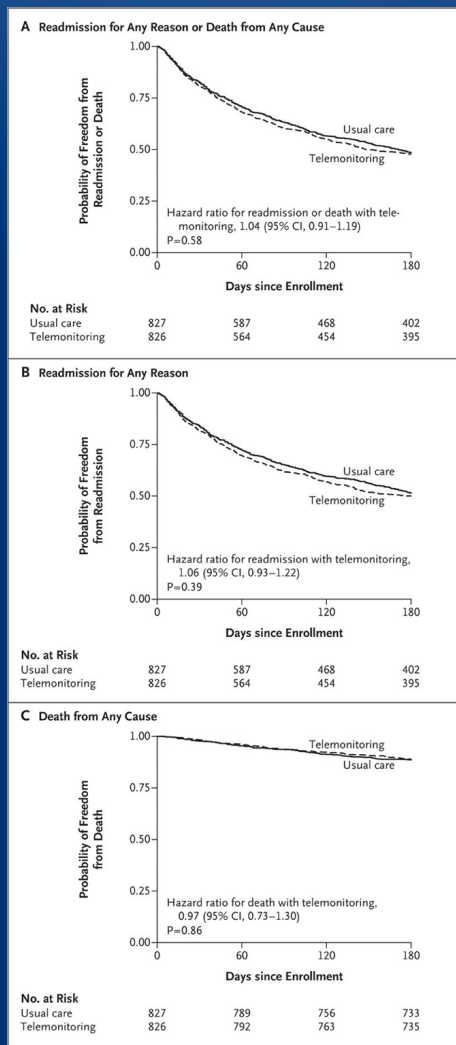 A Readmission for Any Reason or Death from Any Cause
Probability of Freedom from
Readmission or Death
1.00
0.75
0.50
0.25
0.00
Usual care
Telemonitoring
Hazard ratio for readmission or death with tele-
monitoring, 1.04 (95% CI, 0.91–1.19)
P=0.58
0 60 120 180
Days since Enrollment
No. at Risk
Usual care 827 587 468 402
Telemonitoring 826 564 454 395
B Readmission for Any Reason
Probability of Freedom
from Readmission
1.00
0.75
0.50
0.25
0.00
Usual care
Telemonitoring
Hazard ratio for readmission with telemonitoring,
1.06 (95% CI, 0.93–1.22)
P=0.39
0 60 120 180
Days since Enrollment
No. at Risk
Usual care 827 587 468 402
Telemonitoring 826 564 454 395
C Death from Any Cause
Probability of Freedom
from Death
1.00
0.75
0.50
0.25
0.00
Telemonitoring
Usual care
Hazard ratio for death with telemonitoring,
0.97 (95% CI, 0.73–1.30)
P=0.86
0 60 120 180
Days since Enrollment
No. at Risk
Usual care 827 789 756 733
Telemonitoring 826 792 763 735